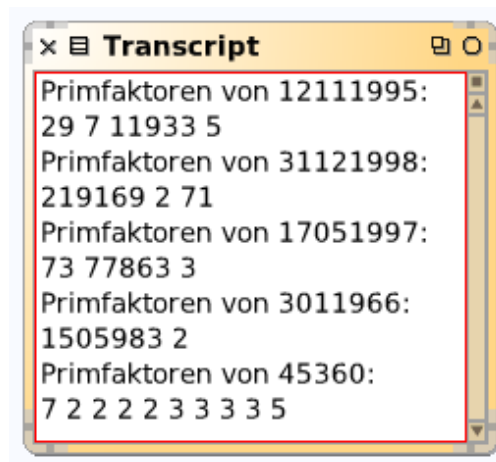 Transcript
Primfaktoren von 12111995:
29 7 11933 5
Primfaktoren von 31121998:
219169 2 71
Primfaktoren von 17051997:
73 77863 3
Primfaktoren von 3011966:
1505983 2
Primfaktoren von 45360:
7 2 2 2 2 3 3 3 3 5